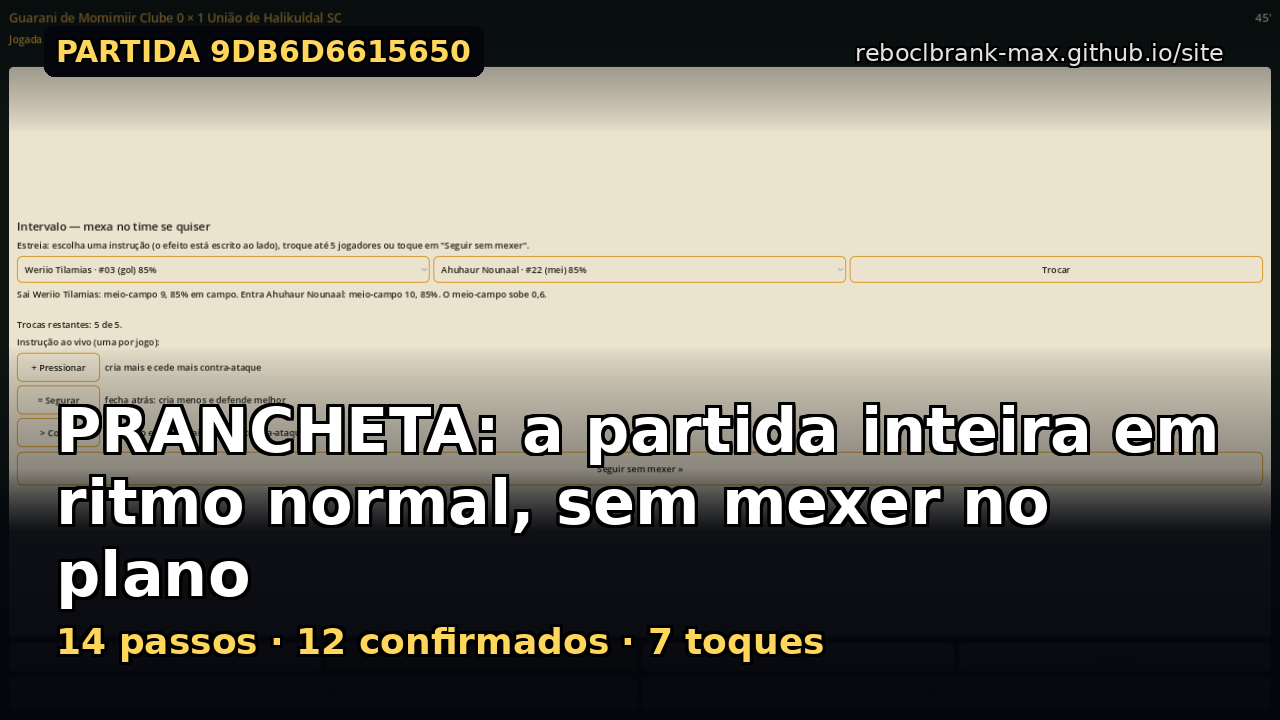 Guarani de Momimiir Clube 0 × 1 União de Halikuldal SC
45'
Jogada
PARTIDA 9DB6D6615650
reboclbrank-max.github.io/site
Intervalo — mexa no time se quiser
Estreia: escolha uma instrução (o efeito está escrito ao lado), troque até 5 jogadores ou toque em "Seguir sem mexer".
Weriio Tilamias · #03 (gol) 85%
Ahuhaur Nounaal · #22 (mei) 85%
Trocar
Sai Weriio Tilamias: meio-campo 9, 85% em campo. Entra Ahuhaur Nounaal: meio-campo 10, 85%. O meio-campo sobe 0,6.
Trocas restantes: 5 de 5.
Instrução ao vivo (uma por jogo):
+ Pressionar
cria mais e cede mais contra-ataque
= Segurar
fecha atrás: cria menos e defende melhor
Seguir sem mexer »
PRANCHETA: a partida inteira em
ritmo normal, sem mexer no
plano
14 passos · 12 confirmados · 7 toques